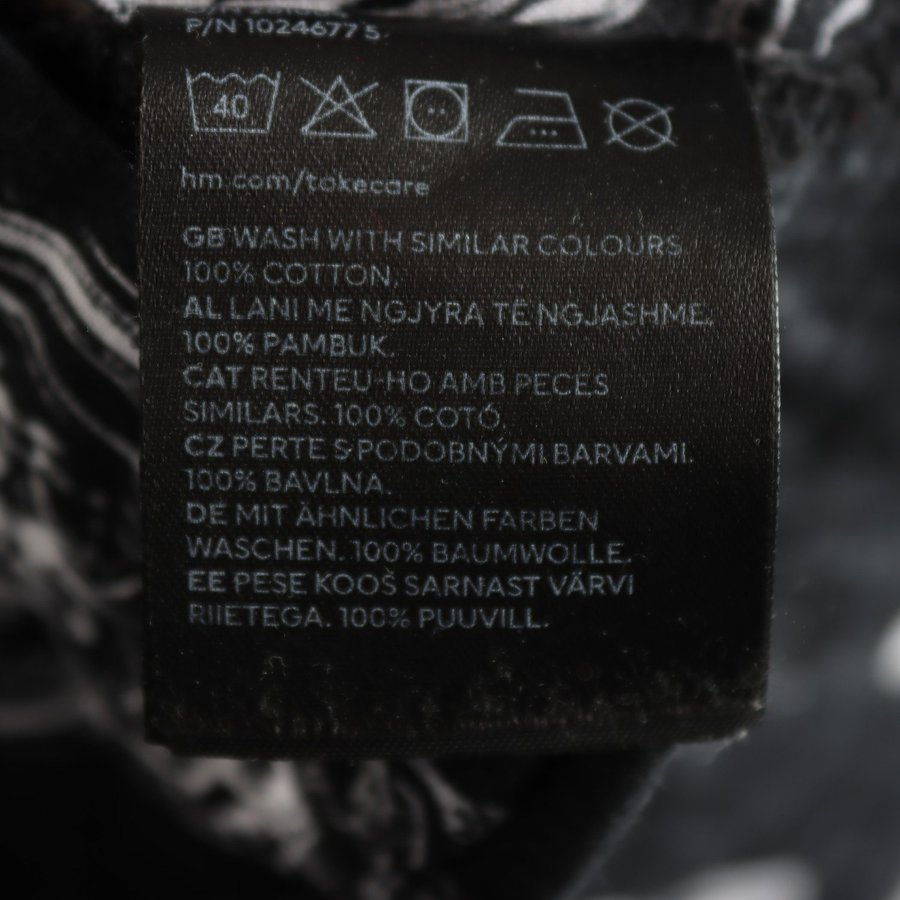 P/N 1024677 5
40
hm.com/takecare
GB WASH WITH SIMILAR COLOURS.
100% COTTON.
AL LANI ME NGJYRA TË NGJASHME.
100% PAMBUK.
CAT RENTEU-HO AMB PECES
SIMILARS. 100% COTÓ.
CZ PERTE S PODOBNÝMI BARVAMI.
100% BAVLNA.
DE MIT ÄHNLICHEN FARBEN
WASCHEN. 100% BAUMWOLLE.
EE PESE KOOŠ SARNAST VÄRVI
RIIETEGA. 100% PUUVILL.